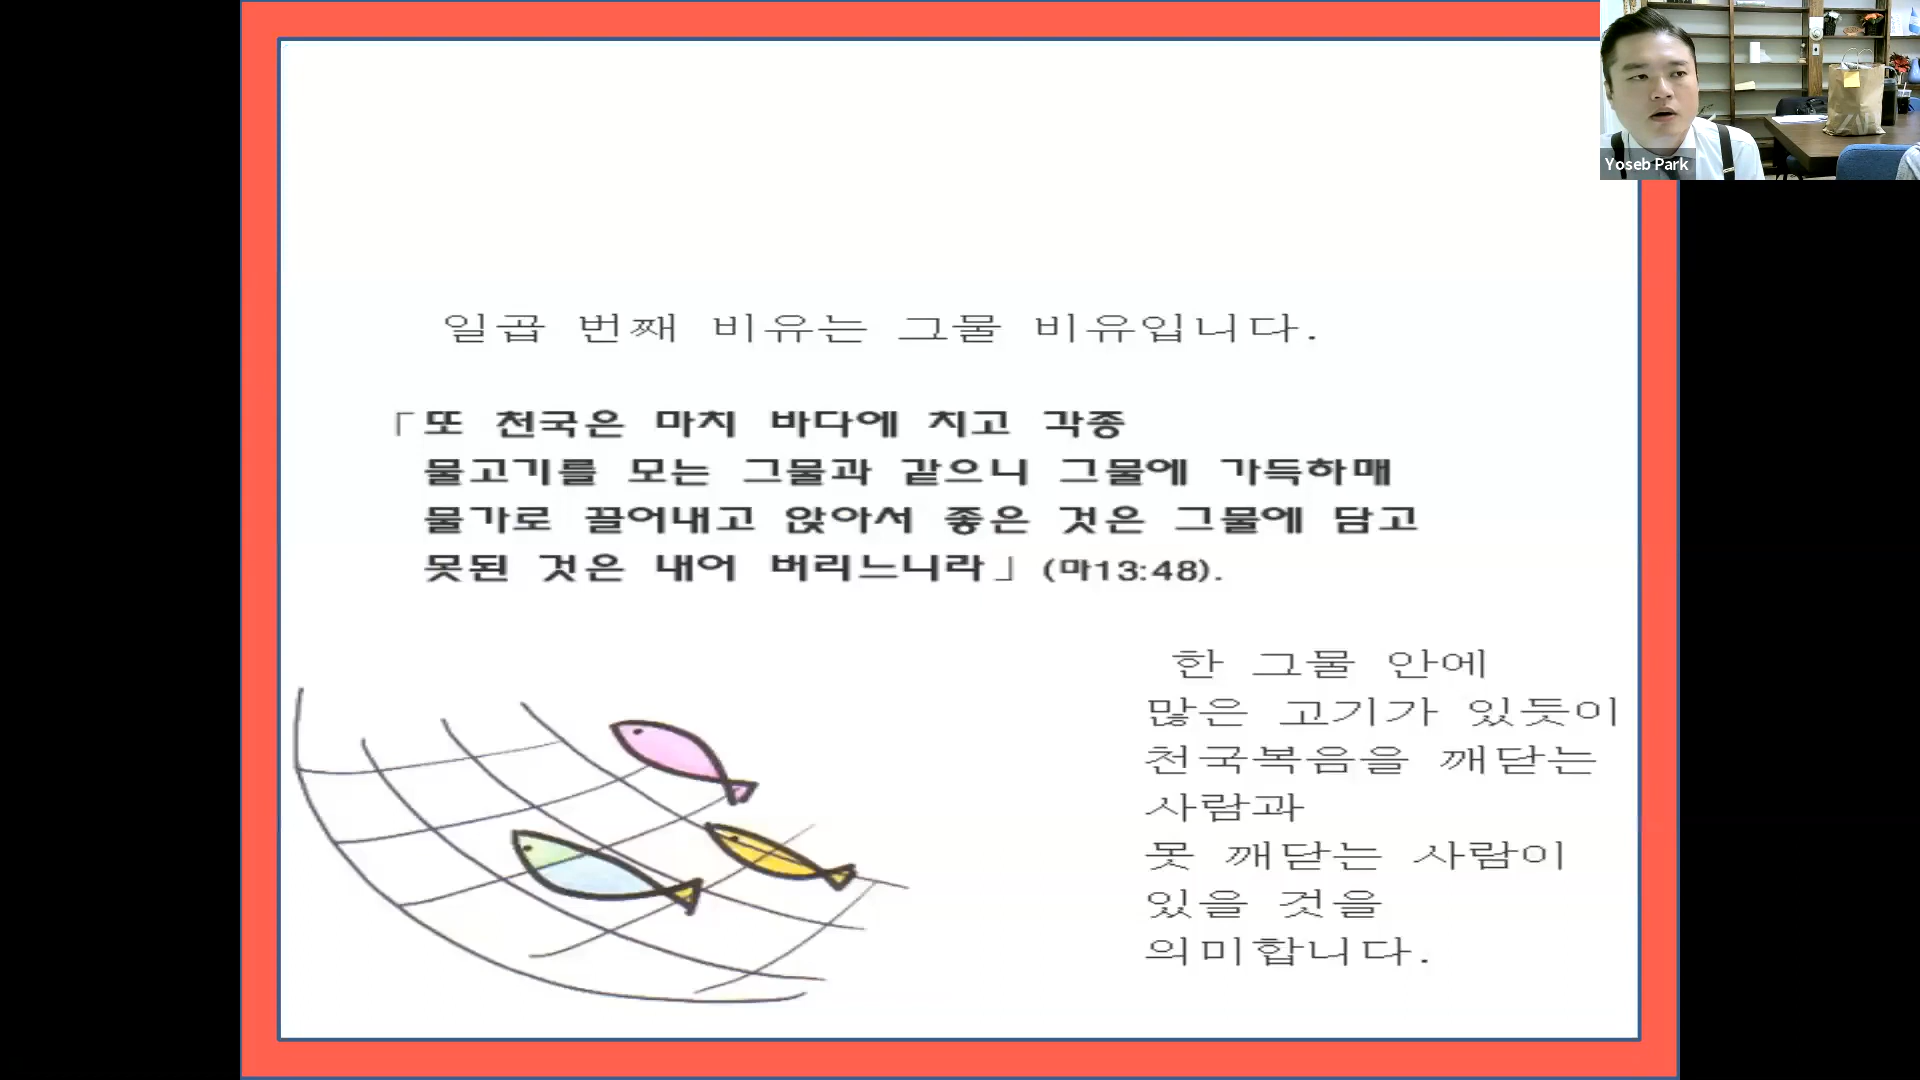 일곱 번째 비유는 그물 비유입니다.
「또 천국은 마치 바다에 치고 각종
물고기를 모는 그물과 같으니 그물에 가득하매
물가로 끌어내고 앉아서 좋은 것은 그물에 담고
못된 것은 내어 버리느니라」(마13:48).
한 그물 안에
많은 고기가 있듯이
천국복음을 깨닫는
사람과
못 깨닫는 사람이
있을 것을
의미합니다.
Yoseb Park